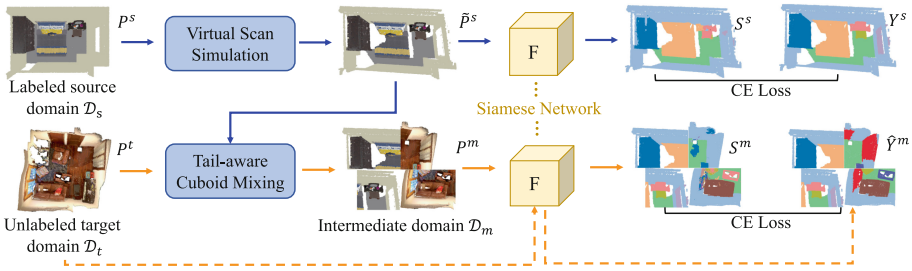 P^s
Virtual Scan
Simulation
P̃^s
F
S^s
Y^s
Labeled source
domain 𝒟_s
CE Loss
Siamese Network
P^t
Tail-aware
Cuboid Mixing
P^m
F
S^m
Ŷ^m
Unlabeled target
domain 𝒟_t
Intermediate domain 𝒟_m
CE Loss